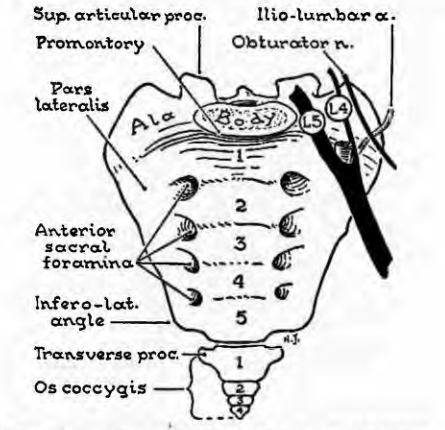 Sup. articular proc.
Ilio-lumbar a.
Promontory
Obturator n.
Pars
lateralis
Ala
Body
L5
L4
1
2
3
4
5
Anterior
sacral
foramina
Infero-lat.
angle
N.J.
Transverse proc.
1
Os coccygis
2
3
4